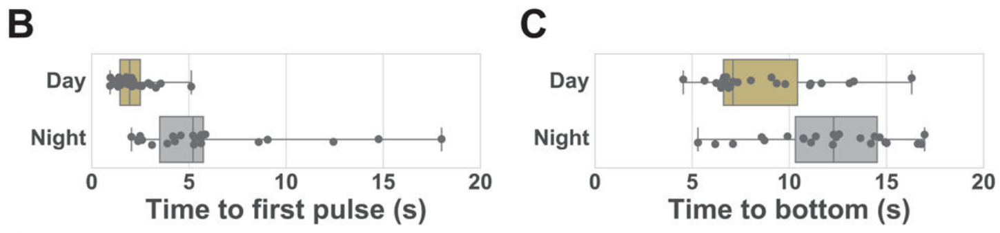 B
Day
Night
0 5 10 15 20
Time to first pulse (s)
C
Day
Night
0 5 10 15 20
Time to bottom (s)